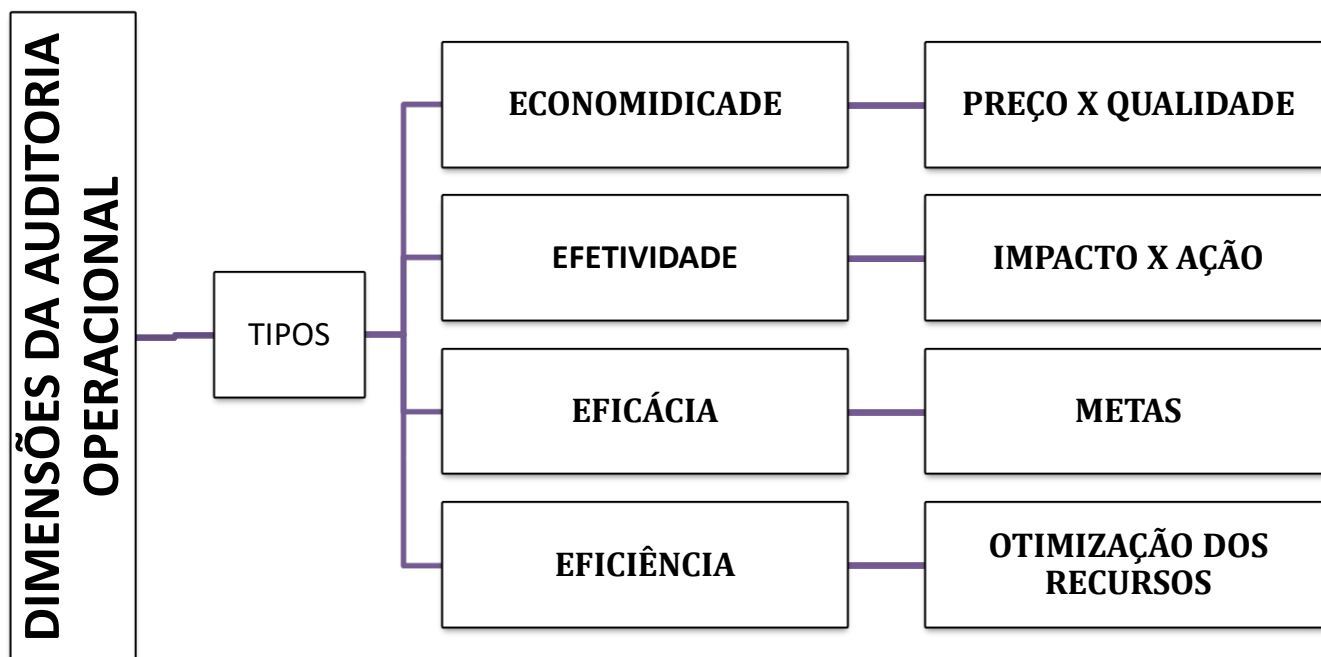 DIMENSÕES DA AUDITORIA
OPERACIONAL
TIPOS
ECONOMIDICADE
PREÇO X QUALIDADE
EFETIVIDADE
IMPACTO X AÇÃO
EFICÁCIA
METAS
EFICIÊNCIA
OTIMIZAÇÃO DOS
RECURSOS